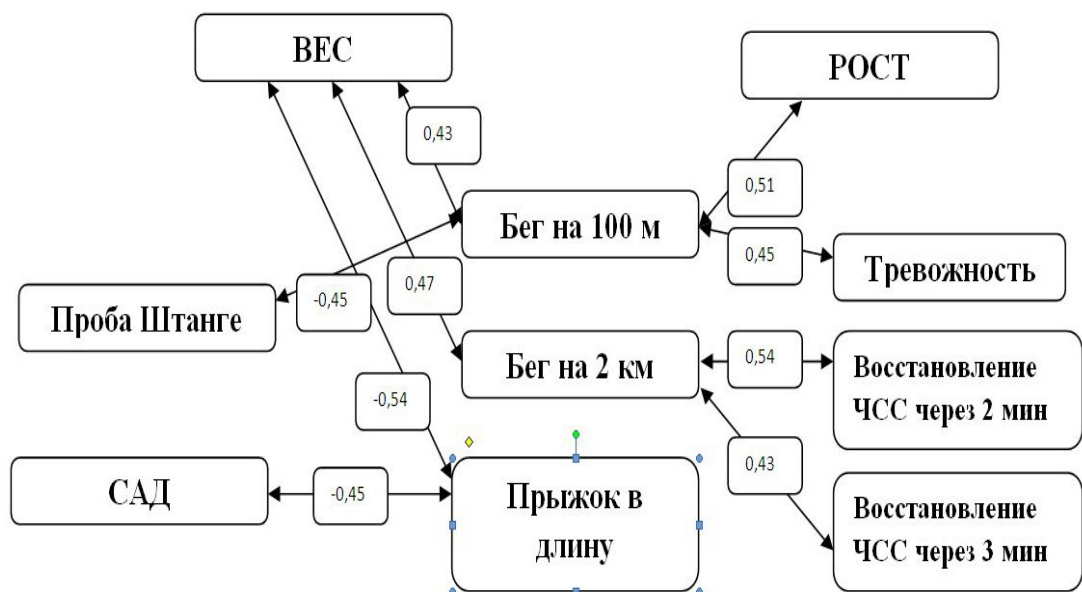 ВЕС
РОСТ
0,43
0,51
Бег на 100 м
0,45
Тревожность
-0,45
0,47
Проба Штанге
Бег на 2 км
0,54
Восстановление
ЧСС через 2 мин
-0,54
0,43
САД
-0,45
Прыжок в
длину
Восстановление
ЧСС через 3 мин